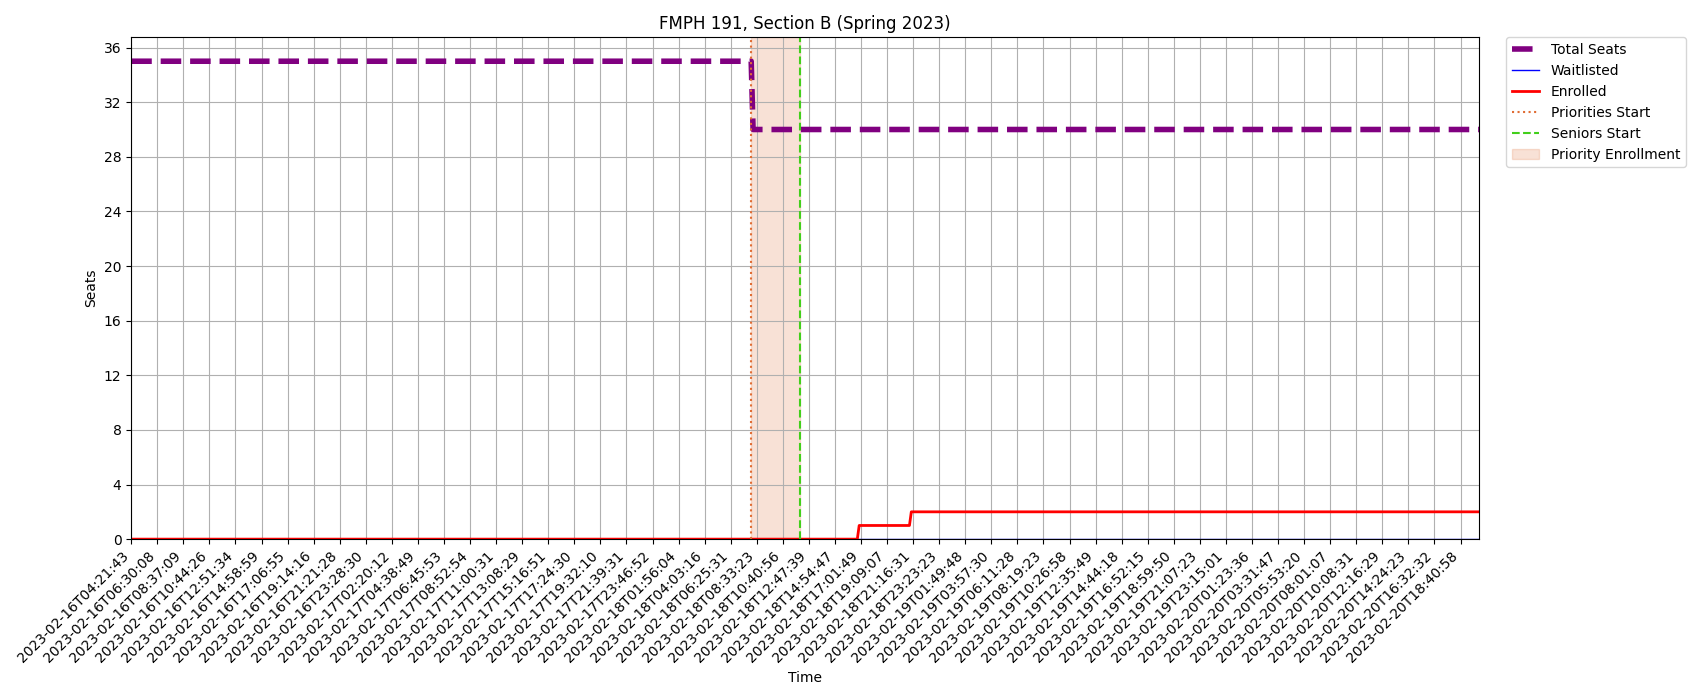 FMPH 191, Section B (Spring 2023)
36
32
28
24
20
16
12
8
4
0
Seats
2023-02-16T04:21:43
2023-02-16T06:30:08
2023-02-16T08:37:09
2023-02-16T10:44:26
2023-02-16T12:51:34
2023-02-16T14:58:59
2023-02-16T17:06:55
2023-02-16T19:14:16
2023-02-16T21:21:28
2023-02-16T23:28:30
2023-02-17T02:20:12
2023-02-17T04:38:49
2023-02-17T06:45:53
2023-02-17T08:52:54
2023-02-17T11:00:31
2023-02-17T13:08:29
2023-02-17T15:16:51
2023-02-17T17:24:30
2023-02-17T19:32:10
2023-02-17T21:39:31
2023-02-17T23:46:52
2023-02-18T01:56:04
2023-02-18T04:03:16
2023-02-18T06:25:31
2023-02-18T08:33:23
2023-02-18T10:40:56
2023-02-18T12:47:39
2023-02-18T14:54:47
2023-02-18T17:01:49
2023-02-18T19:09:07
2023-02-18T21:16:31
2023-02-18T23:23:23
2023-02-19T01:49:48
2023-02-19T03:57:30
2023-02-19T06:11:28
2023-02-19T08:19:23
2023-02-19T10:26:58
2023-02-19T12:35:49
2023-02-19T14:44:18
2023-02-19T16:52:15
2023-02-19T18:59:50
2023-02-19T21:07:23
2023-02-19T23:15:01
2023-02-20T01:23:36
2023-02-20T03:31:47
2023-02-20T05:53:20
2023-02-20T08:01:07
2023-02-20T10:08:31
2023-02-20T12:16:29
2023-02-20T14:24:23
2023-02-20T16:32:32
2023-02-20T18:40:58
Time
Total Seats
Waitlisted
Enrolled
Priorities Start
Seniors Start
Priority Enrollment